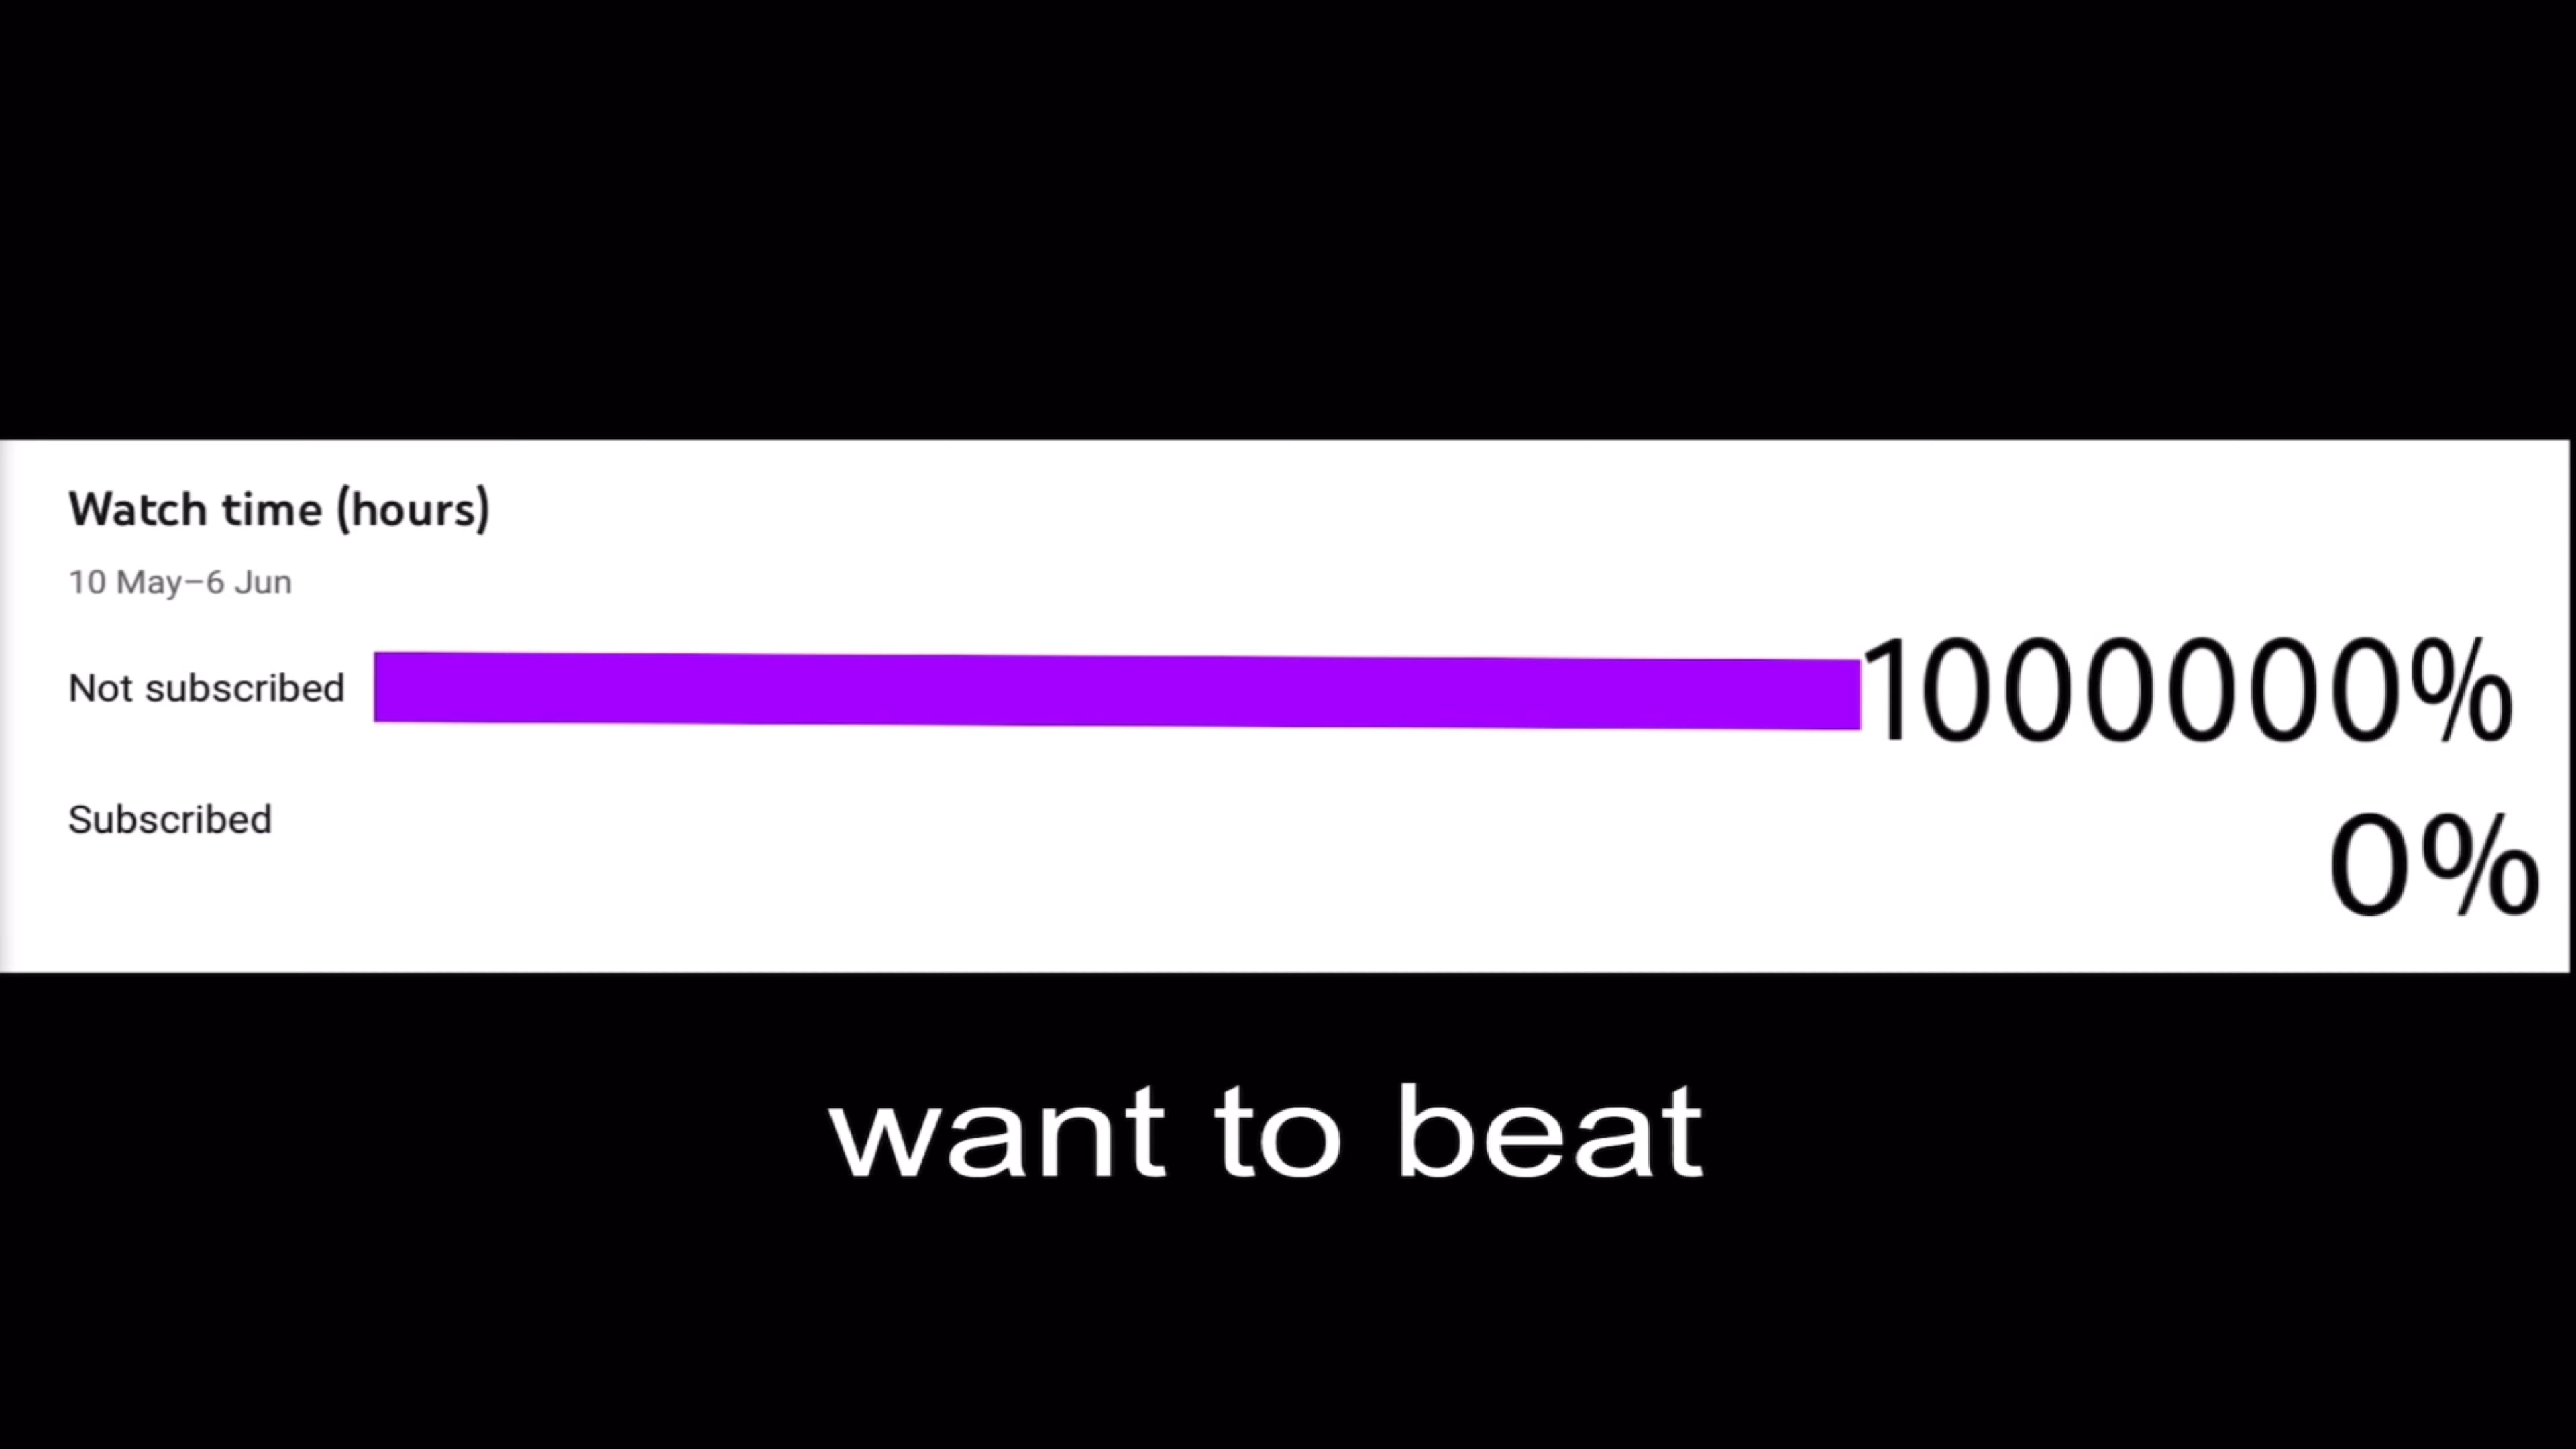 Watch time (hours)
10 May–6 Jun
Not subscribed 1000000%
Subscribed 0%
want to beat